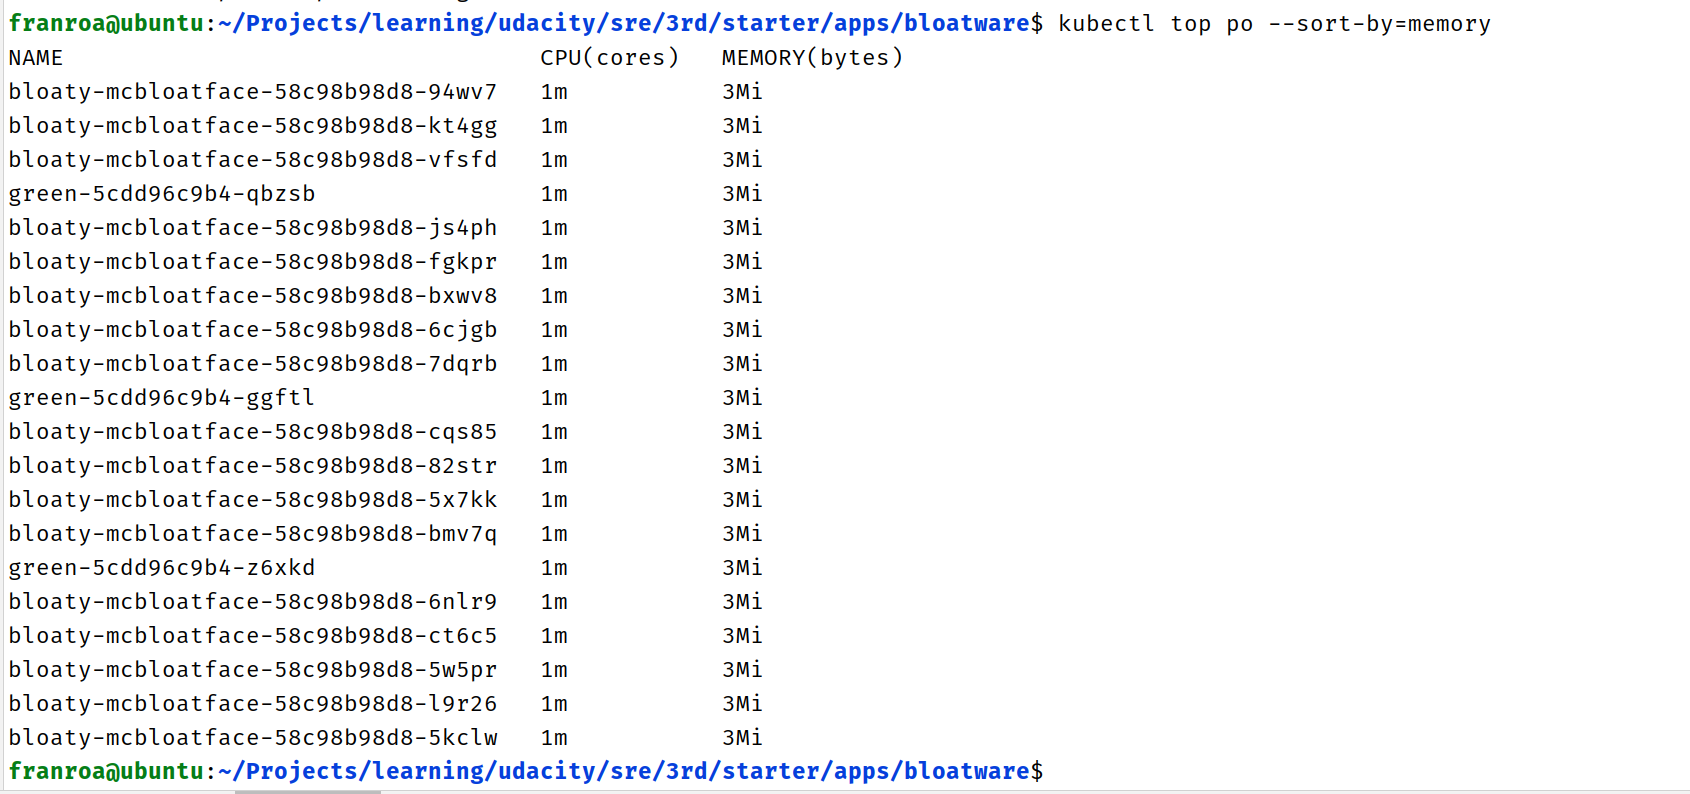 franroa@ubuntu:~/Projects/learning/udacity/sre/3rd/starter/apps/bloatware$ kubectl top po --sort-by=memory
NAME CPU(cores) MEMORY(bytes)
bloaty-mcbloatface-58c98b98d8-94wv7 1m 3Mi
bloaty-mcbloatface-58c98b98d8-kt4gg 1m 3Mi
bloaty-mcbloatface-58c98b98d8-vfsfd 1m 3Mi
green-5cdd96c9b4-qbzsb 1m 3Mi
bloaty-mcbloatface-58c98b98d8-js4ph 1m 3Mi
bloaty-mcbloatface-58c98b98d8-fgkpr 1m 3Mi
bloaty-mcbloatface-58c98b98d8-bxwv8 1m 3Mi
bloaty-mcbloatface-58c98b98d8-6cjgb 1m 3Mi
bloaty-mcbloatface-58c98b98d8-7dqrb 1m 3Mi
green-5cdd96c9b4-ggftl 1m 3Mi
bloaty-mcbloatface-58c98b98d8-cqs85 1m 3Mi
bloaty-mcbloatface-58c98b98d8-82str 1m 3Mi
bloaty-mcbloatface-58c98b98d8-5x7kk 1m 3Mi
bloaty-mcbloatface-58c98b98d8-bmv7q 1m 3Mi
green-5cdd96c9b4-z6xkd 1m 3Mi
bloaty-mcbloatface-58c98b98d8-6nlr9 1m 3Mi
bloaty-mcbloatface-58c98b98d8-ct6c5 1m 3Mi
bloaty-mcbloatface-58c98b98d8-5w5pr 1m 3Mi
bloaty-mcbloatface-58c98b98d8-l9r26 1m 3Mi
bloaty-mcbloatface-58c98b98d8-5kclw 1m 3Mi
franroa@ubuntu:~/Projects/learning/udacity/sre/3rd/starter/apps/bloatware$